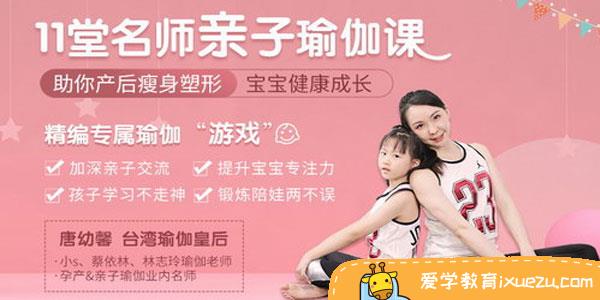 11堂名师亲子瑜伽课
助你产后瘦身塑形 宝宝健康成长
精编专属瑜伽“游戏”
加深亲子交流 提升宝宝专注力
孩子学习不走神 锻炼陪娃两不误
唐幼馨 台湾瑜伽皇后
·小s、蔡依林、林志玲瑜伽老师
·孕产&亲子瑜伽业内名师
23
爱学教育ixuezu.com